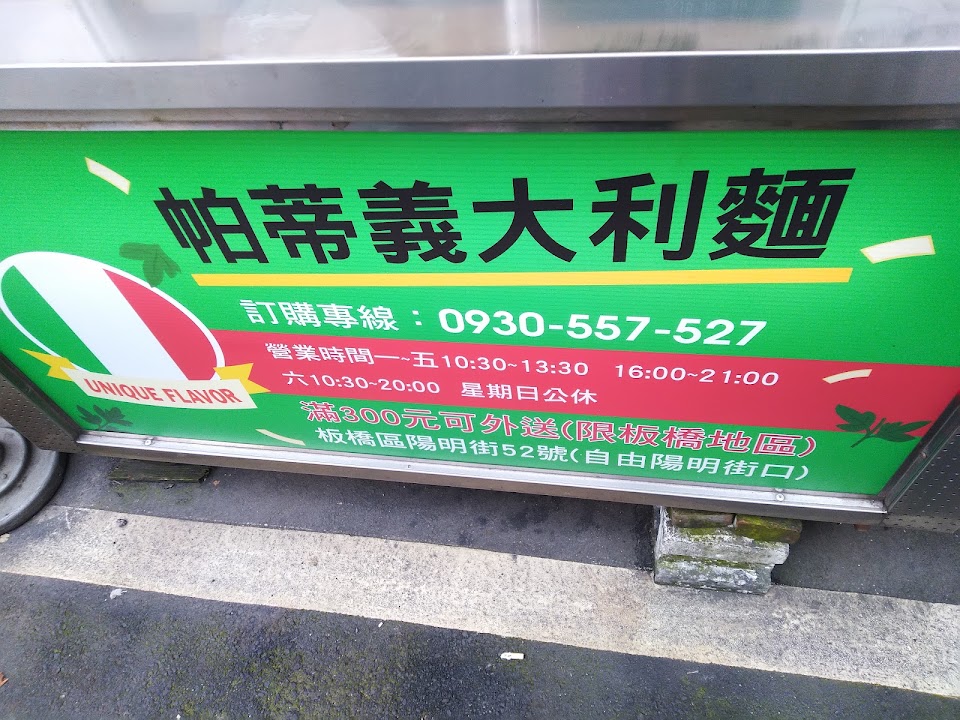 帕蒂義大利麵
訂購專線：0930-557-527
營業時間一~五10:30~13:30 16:00~21:00
六10:30~20:00 星期日公休
UNIQUE FLAVOR
滿300元可外送(限板橋地區)
板橋區陽明街52號(自由陽明街口)